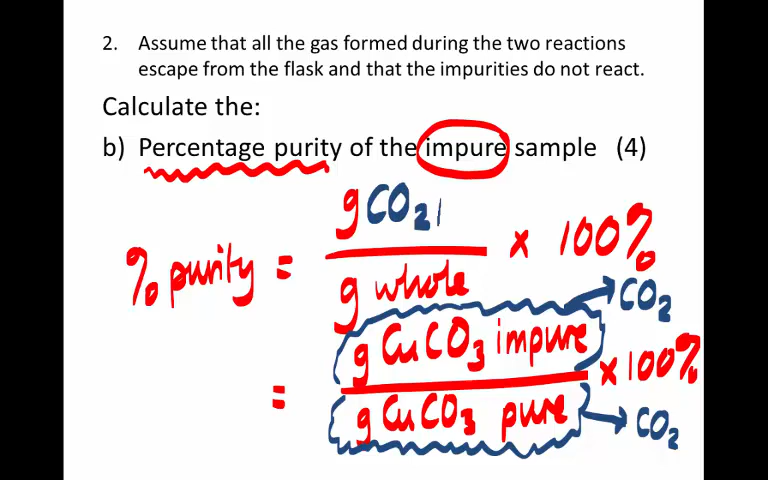 2. Assume that all the gas formed during the two reactions
escape from the flask and that the impurities do not react.
Calculate the:
b) Percentage purity of the impure sample (4)
% purity = g CO2 / g whole × 100%
= g CuCO3 impure / g CuCO3 pure × 100%
→ CO2
→ CO2